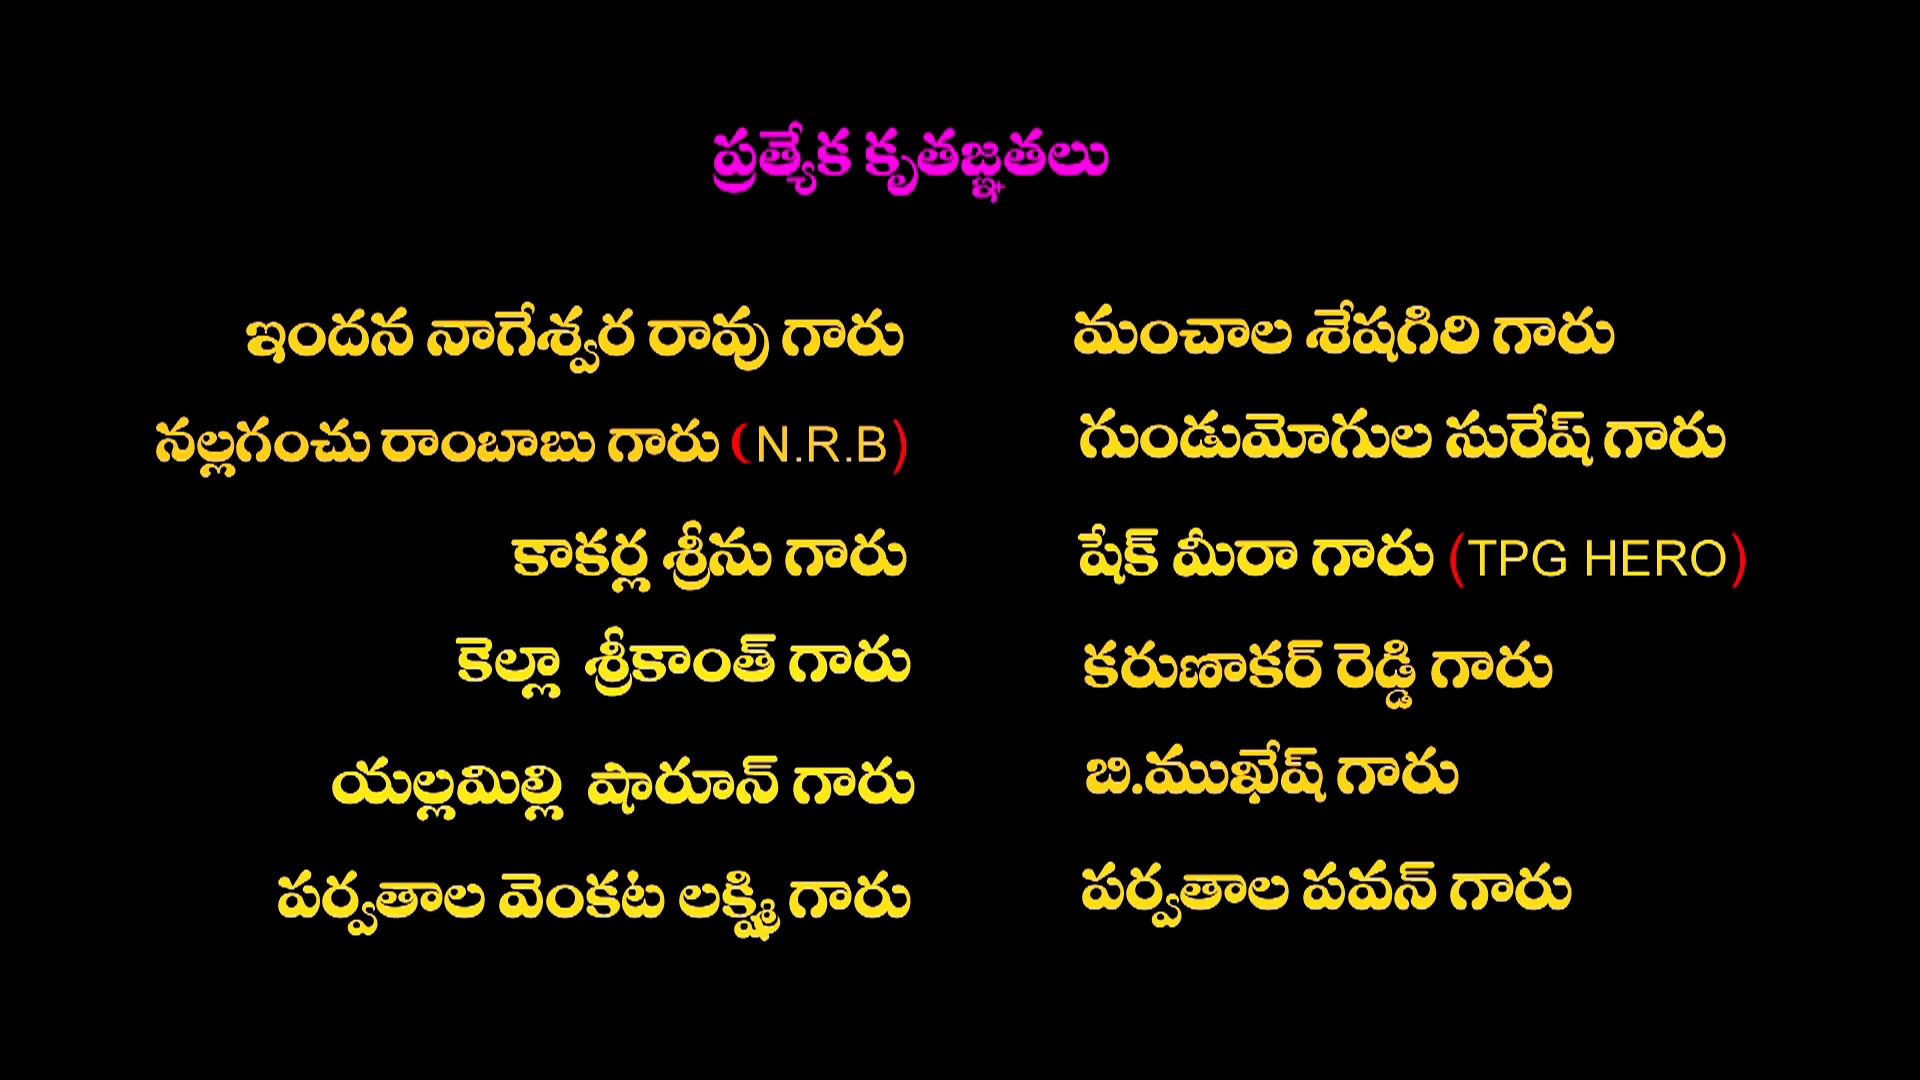 ప్రత్యేక కృతజ్ఞతలు
ఇందన నాగేశ్వర రావు గారు
మంచాల శేషగిరి గారు
నల్లగంచు రాంబాబు గారు (N.R.B)
గుండుమోగుల సురేష్ గారు
కాకర్ల శ్రీను గారు
షేక్ మీరా గారు (TPG HERO)
కెల్లా శ్రీకాంత్ గారు
కరుణాకర్ రెడ్డి గారు
యల్లమిల్లి షారూన్ గారు
బి.ముఖేష్ గారు
పర్వతాల వెంకట లక్ష్మి గారు
పర్వతాల పవన్ గారు